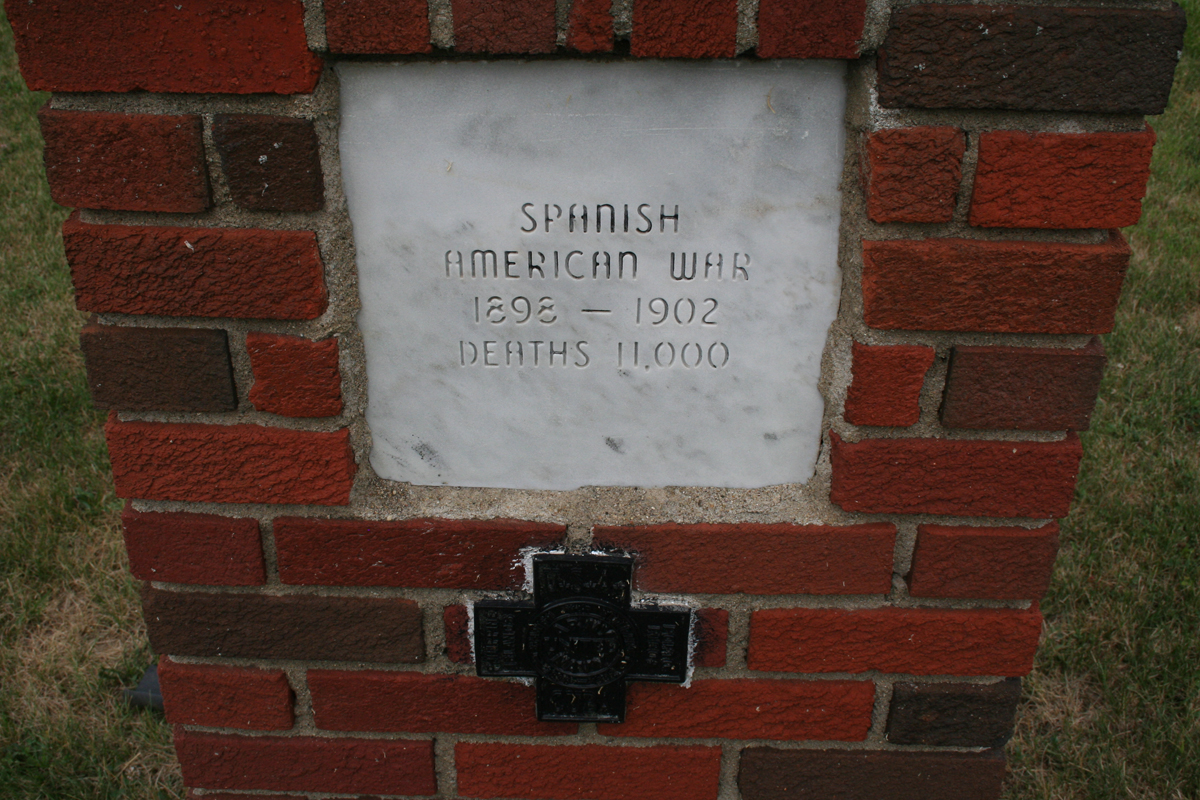 SPANISH
AMERICAN WAR
1898 — 1902
DEATHS 11,000